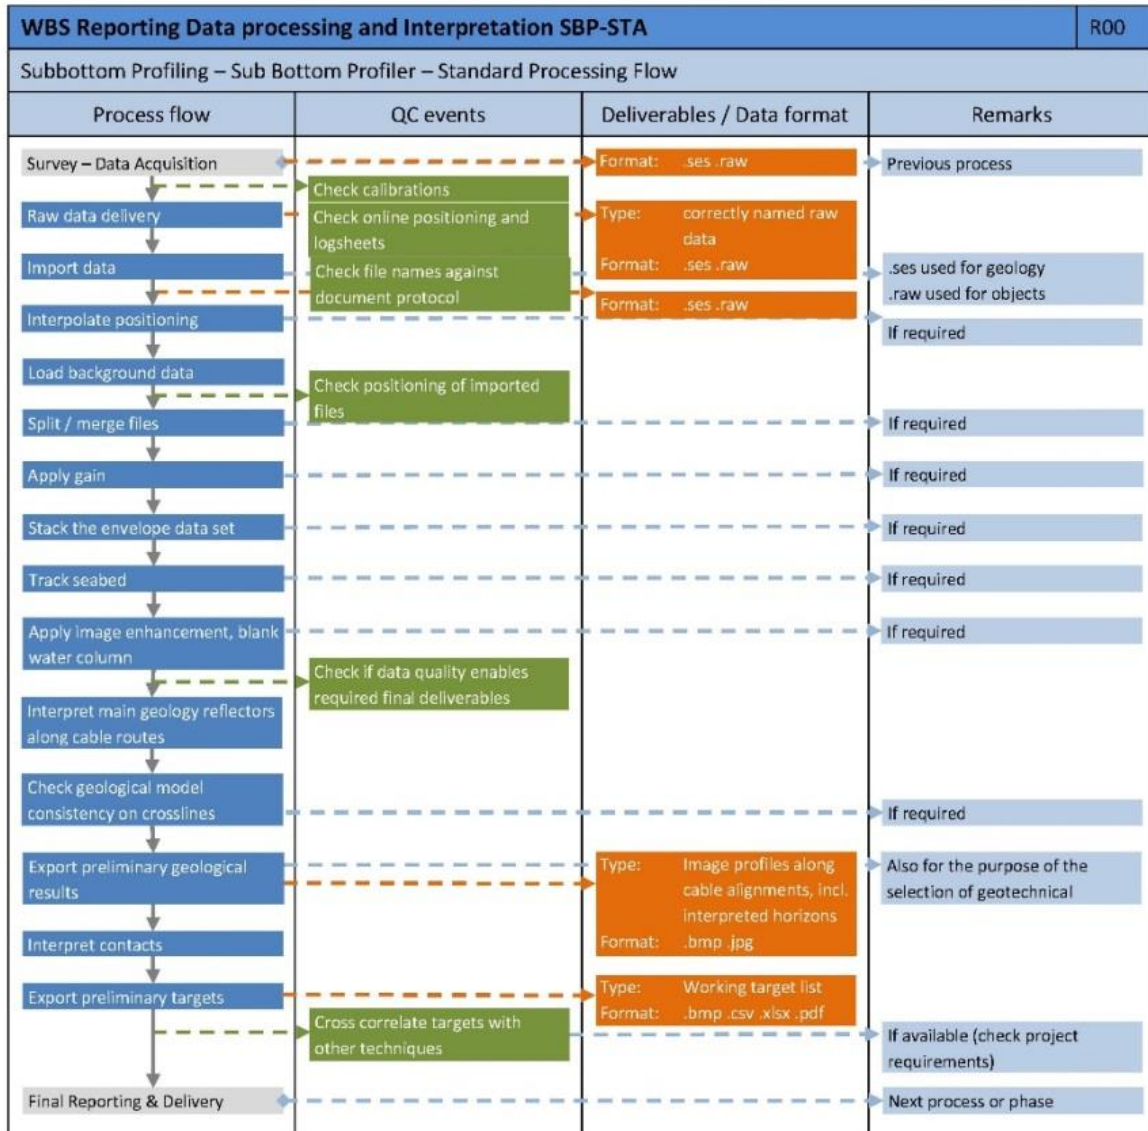 WBS Reporting Data processing and Interpretation SBP-STA
R00
Subbottom Profiling – Sub Bottom Profiler – Standard Processing Flow
Process flow
QC events
Deliverables / Data format
Remarks
Survey – Data Acquisition
Format: .ses .raw
Previous process
Check calibrations
Raw data delivery
Check online positioning and
logsheets
Type: correctly named raw
data
Format: .ses .raw
Import data
Check file names against
document protocol
.ses used for geology
.raw used for objects
Format: .ses .raw
Interpolate positioning
If required
Load background data
Check positioning of imported
files
Split / merge files
If required
Apply gain
If required
Stack the envelope data set
If required
Track seabed
If required
Apply image enhancement, blank
water column
If required
Check if data quality enables
required final deliverables
Interpret main geology reflectors
along cable routes
Check geological model
consistency on crosslines
If required
Export preliminary geological
results
Type: Image profiles along
cable alignments, incl.
interpreted horizons
Format: .bmp .jpg
Also for the purpose of the
selection of geotechnical
Interpret contacts
Export preliminary targets
Type: Working target list
Format: .bmp .csv .xlsx .pdf
Cross correlate targets with
other techniques
If available (check project
requirements)
Final Reporting & Delivery
Next process or phase